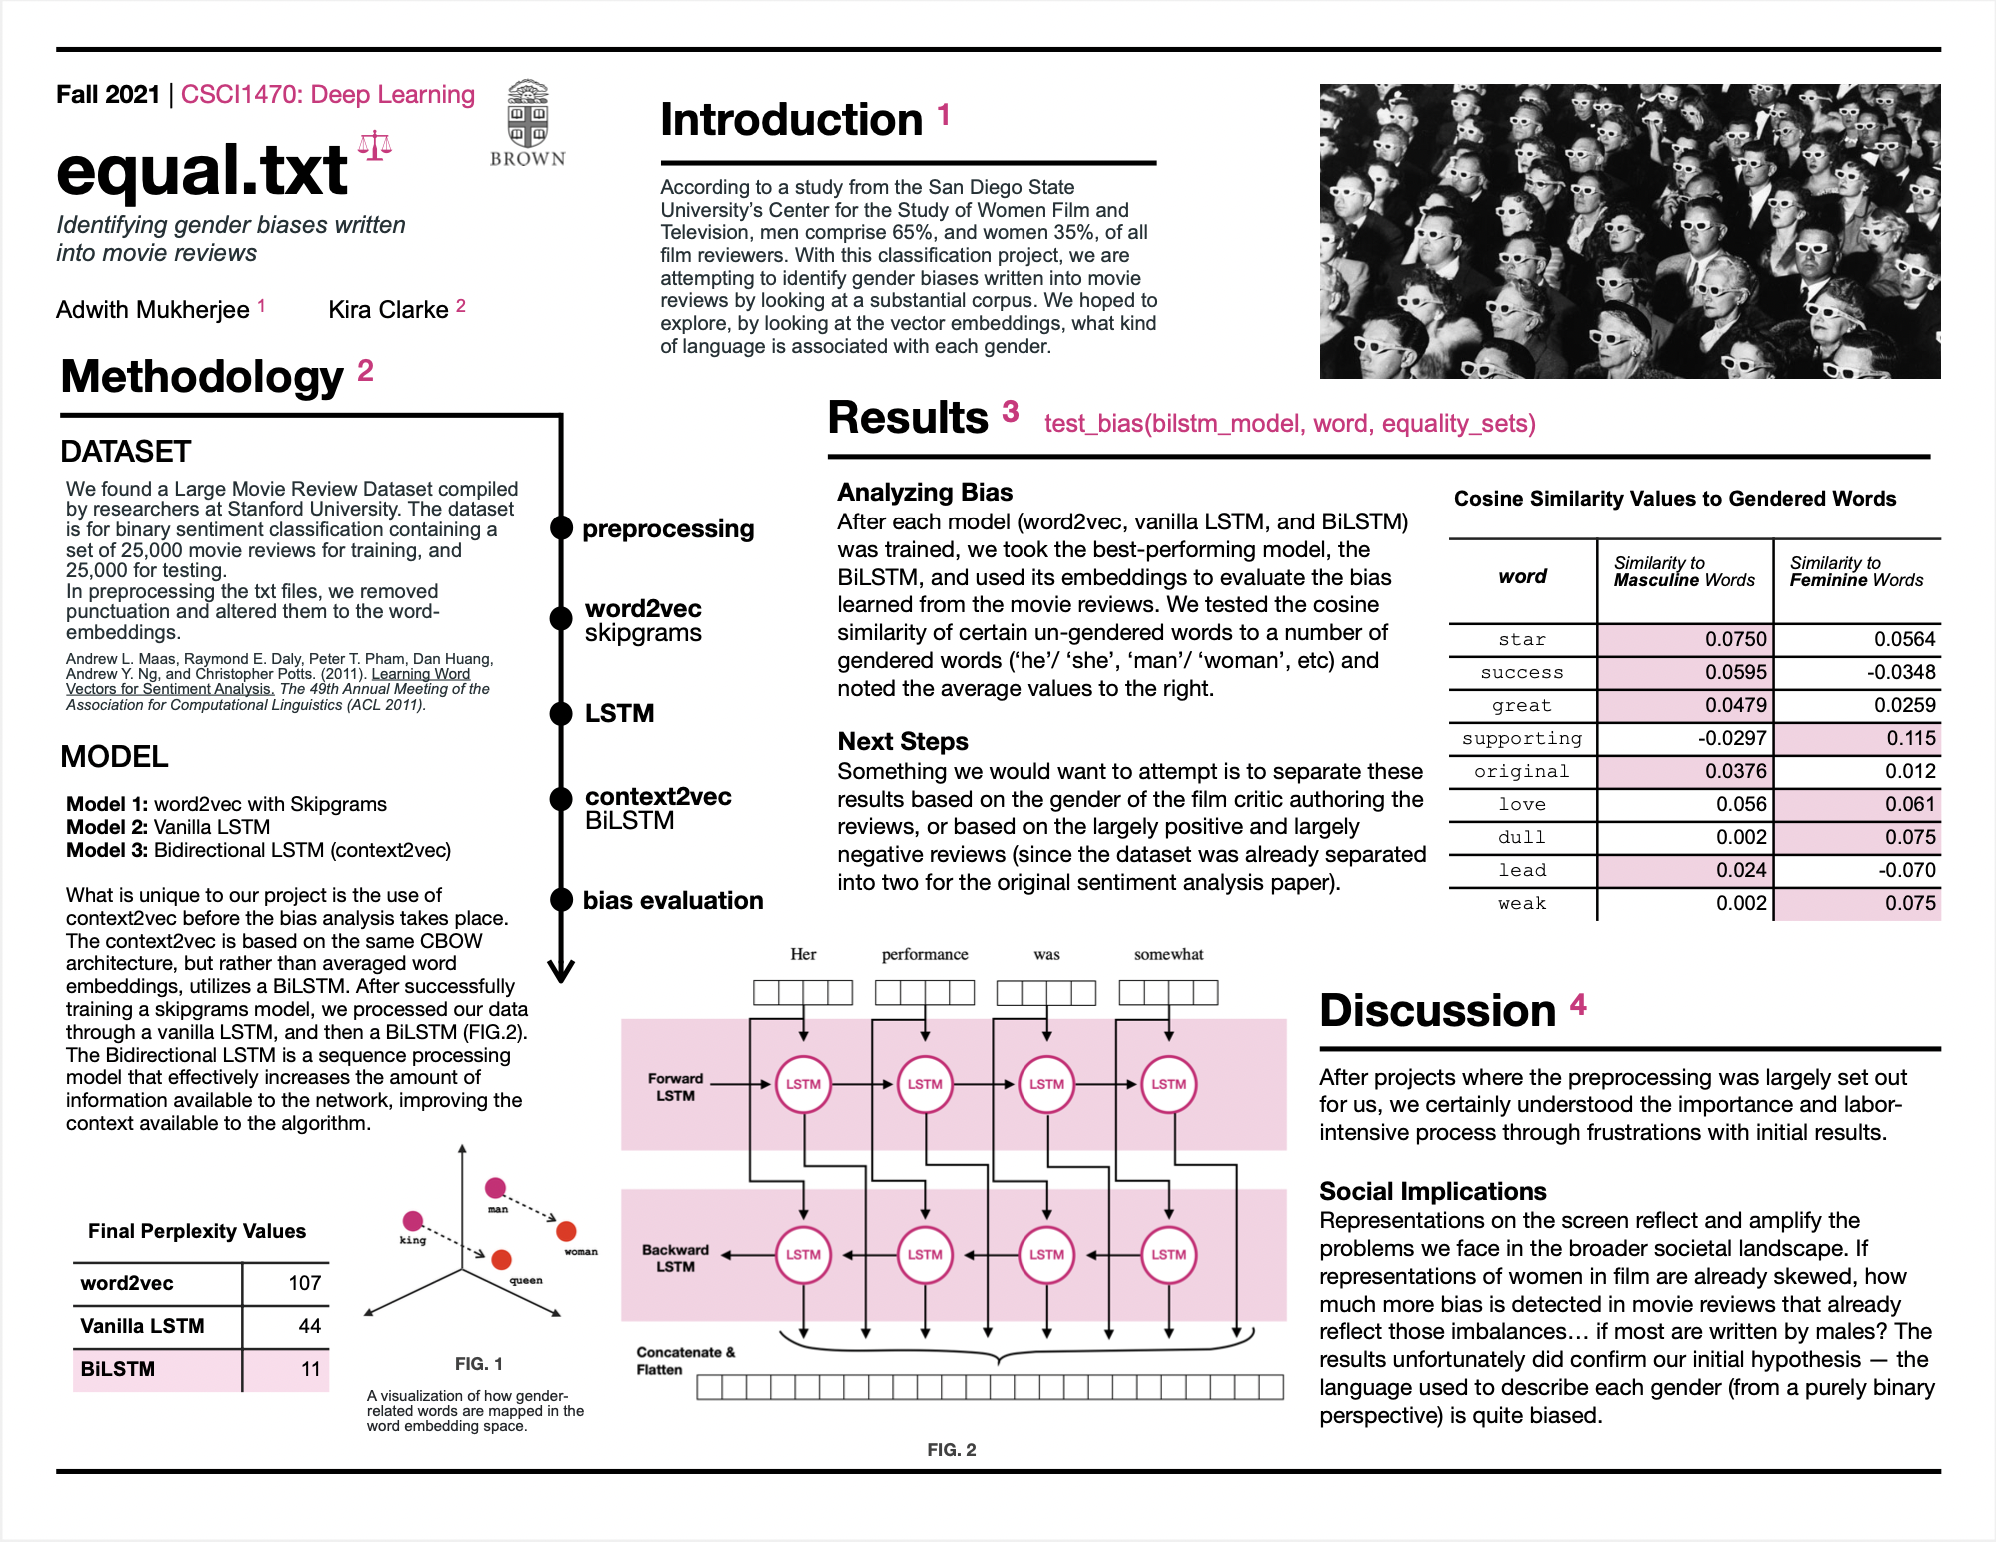 Fall 2021 | CSCI1470: Deep Learning
BROWN
equal.txt
Identifying gender biases written
into movie reviews
Adwith Mukherjee 1
Kira Clarke 2
Introduction 1
According to a study from the San Diego State
University's Center for the Study of Women Film and
Television, men comprise 65%, and women 35%, of all
film reviewers. With this classification project, we are
attempting to identify gender biases written into movie
reviews by looking at a substantial corpus. We hoped to
explore, by looking at the vector embeddings, what kind
of language is associated with each gender.
Methodology 2
DATASET
We found a Large Movie Review Dataset compiled
by researchers at Stanford University. The dataset
is for binary sentiment classification containing a
set of 25,000 movie reviews for training, and
25,000 for testing.
In preprocessing the txt files, we removed
punctuation and altered them to the word-
embeddings.
Andrew L. Maas, Raymond E. Daly, Peter T. Pham, Dan Huang,
Andrew Y. Ng, and Christopher Potts. (2011). Learning Word
Vectors for Sentiment Analysis. The 49th Annual Meeting of the
Association for Computational Linguistics (ACL 2011).
MODEL
Model 1: word2vec with Skipgrams
Model 2: Vanilla LSTM
Model 3: Bidirectional LSTM (context2vec)
What is unique to our project is the use of
context2vec before the bias analysis takes place.
The context2vec is based on the same CBOW
architecture, but rather than averaged word
embeddings, utilizes a BiLSTM. After successfully
training a skipgrams model, we processed our data
through a vanilla LSTM, and then a BiLSTM (FIG.2).
The Bidirectional LSTM is a sequence processing
model that effectively increases the amount of
information available to the network, improving the
context available to the algorithm.
preprocessing
word2vec
skipgrams
LSTM
context2vec
BiLSTM
bias evaluation
Final Perplexity Values
word2vec 107
Vanilla LSTM 44
BiLSTM 11
man
king
woman
queen
FIG. 1
A visualization of how gender-
related words are mapped in the
word embedding space.
Results 3 test_bias(bilstm_model, word, equality_sets)
Analyzing Bias
After each model (word2vec, vanilla LSTM, and BiLSTM)
was trained, we took the best-performing model, the
BiLSTM, and used its embeddings to evaluate the bias
learned from the movie reviews. We tested the cosine
similarity of certain un-gendered words to a number of
gendered words ('he'/ 'she', 'man'/ 'woman', etc) and
noted the average values to the right.
Next Steps
Something we would want to attempt is to separate these
results based on the gender of the film critic authoring the
reviews, or based on the largely positive and largely
negative reviews (since the dataset was already separated
into two for the original sentiment analysis paper).
Cosine Similarity Values to Gendered Words
word
Similarity to
Masculine Words
Similarity to
Feminine Words
star 0.0750 0.0564
success 0.0595 -0.0348
great 0.0479 0.0259
supporting -0.0297 0.115
original 0.0376 0.012
love 0.056 0.061
dull 0.002 0.075
lead 0.024 -0.070
weak 0.002 0.075
Her performance was somewhat
Forward
LSTM
LSTM LSTM LSTM LSTM
Backward
LSTM
LSTM LSTM LSTM LSTM
Concatenate &
Flatten
FIG. 2
Discussion 4
After projects where the preprocessing was largely set out
for us, we certainly understood the importance and labor-
intensive process through frustrations with initial results.
Social Implications
Representations on the screen reflect and amplify the
problems we face in the broader societal landscape. If
representations of women in film are already skewed, how
much more bias is detected in movie reviews that already
reflect those imbalances… if most are written by males? The
results unfortunately did confirm our initial hypothesis — the
language used to describe each gender (from a purely binary
perspective) is quite biased.